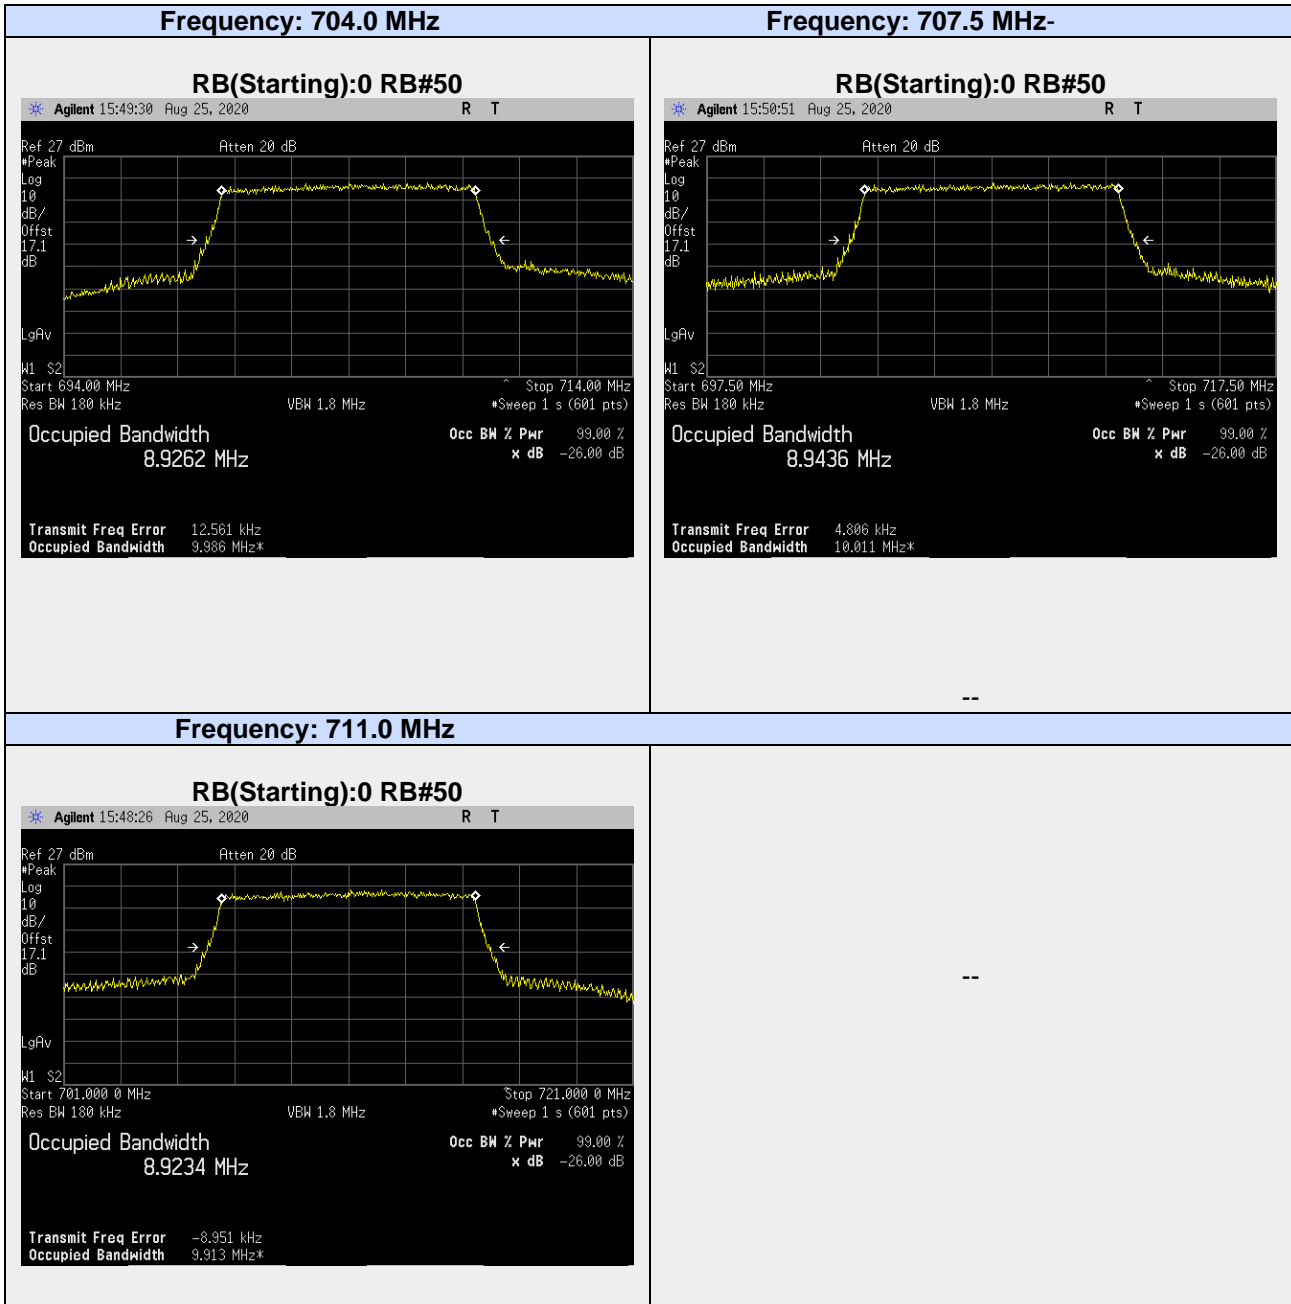 Frequency: 704.0 MHz
Frequency: 707.5 MHz-
RB(Starting):0 RB#50
Agilent 15:49:30 Aug 25, 2020 R T
Ref 27 dBm Atten 20 dB
#Peak
Log
10
dB/
Offst
17.1
dB
LgAv
W1 S2
Start 694.00 MHz ^ Stop 714.00 MHz
Res BW 180 kHz VBW 1.8 MHz #Sweep 1 s (601 pts)
Occupied Bandwidth Occ BW % Pwr 99.00 %
8.9262 MHz x dB -26.00 dB
Transmit Freq Error 12.561 kHz
Occupied Bandwidth 9.986 MHz*
RB(Starting):0 RB#50
Agilent 15:50:51 Aug 25, 2020 R T
Ref 27 dBm Atten 20 dB
#Peak
Log
10
dB/
Offst
17.1
dB
LgAv
W1 S2
Start 697.50 MHz ^ Stop 717.50 MHz
Res BW 180 kHz VBW 1.8 MHz #Sweep 1 s (601 pts)
Occupied Bandwidth Occ BW % Pwr 99.00 %
8.9436 MHz x dB -26.00 dB
Transmit Freq Error 4.806 kHz
Occupied Bandwidth 10.011 MHz*
--
Frequency: 711.0 MHz
RB(Starting):0 RB#50
Agilent 15:48:26 Aug 25, 2020 R T
Ref 27 dBm Atten 20 dB
#Peak
Log
10
dB/
Offst
17.1
dB
LgAv
W1 S2
Start 701.000 0 MHz ^ Stop 721.000 0 MHz
Res BW 180 kHz VBW 1.8 MHz #Sweep 1 s (601 pts)
Occupied Bandwidth Occ BW % Pwr 99.00 %
8.9234 MHz x dB -26.00 dB
Transmit Freq Error -8.951 kHz
Occupied Bandwidth 9.913 MHz*
--